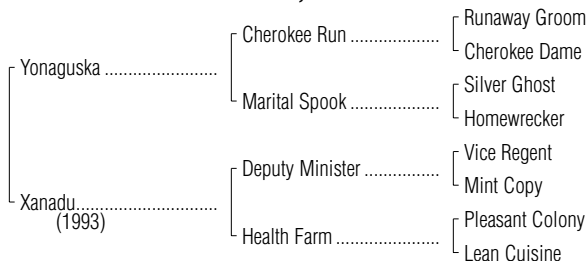 Runaway Groom
Cherokee Run ....................
Cherokee Dame
Yonaguska .........................
Silver Ghost
Marital Spook ....................
Homewrecker
Vice Regent
Deputy Minister .................
Mint Copy
Xanadu...............................
(1993)
Pleasant Colony
Health Farm .......................
Lean Cuisine